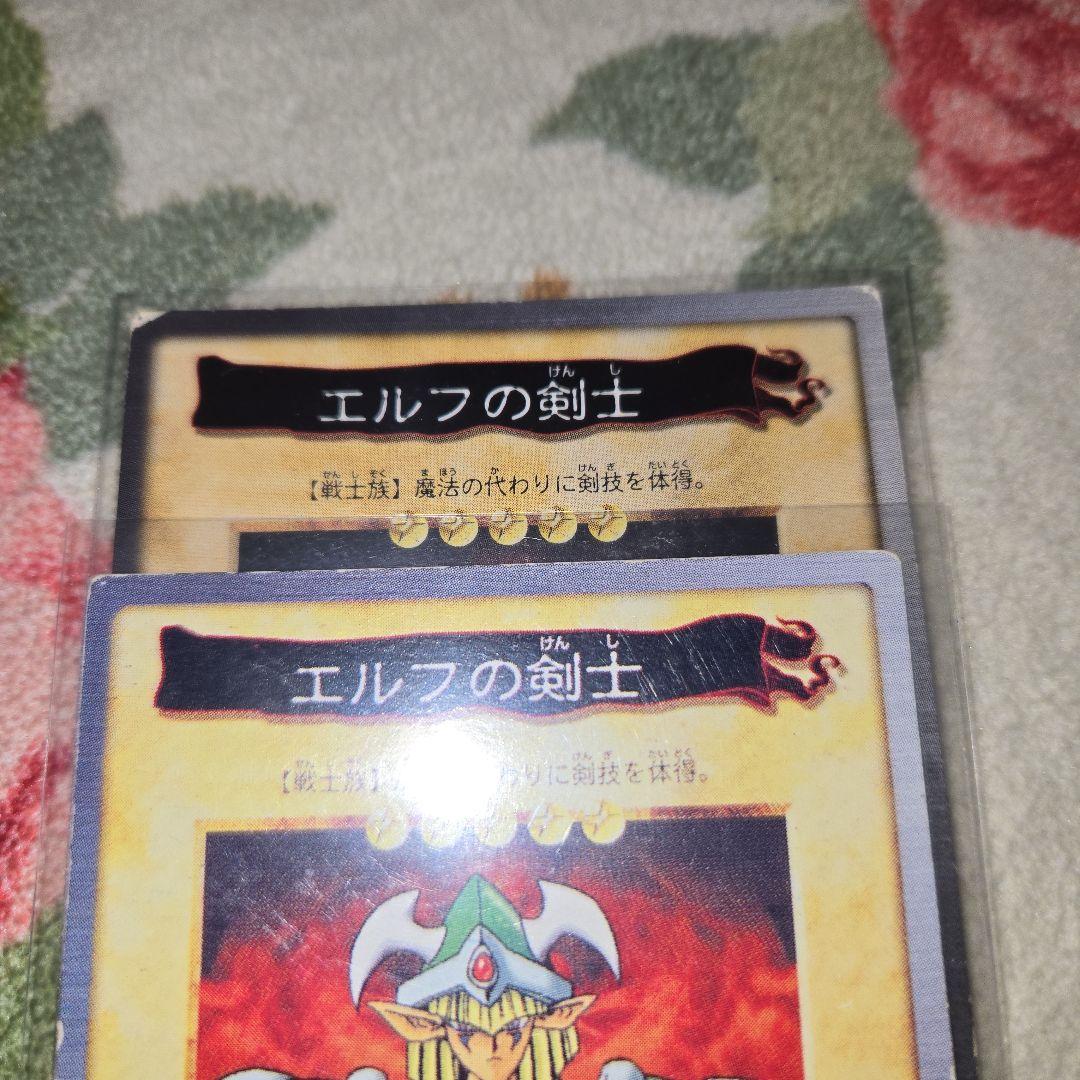 エルフの剣士
【戦士族】魔法の代わりに剣技を体得。
エルフの剣士
【戦士族】 わりに剣技を体得。